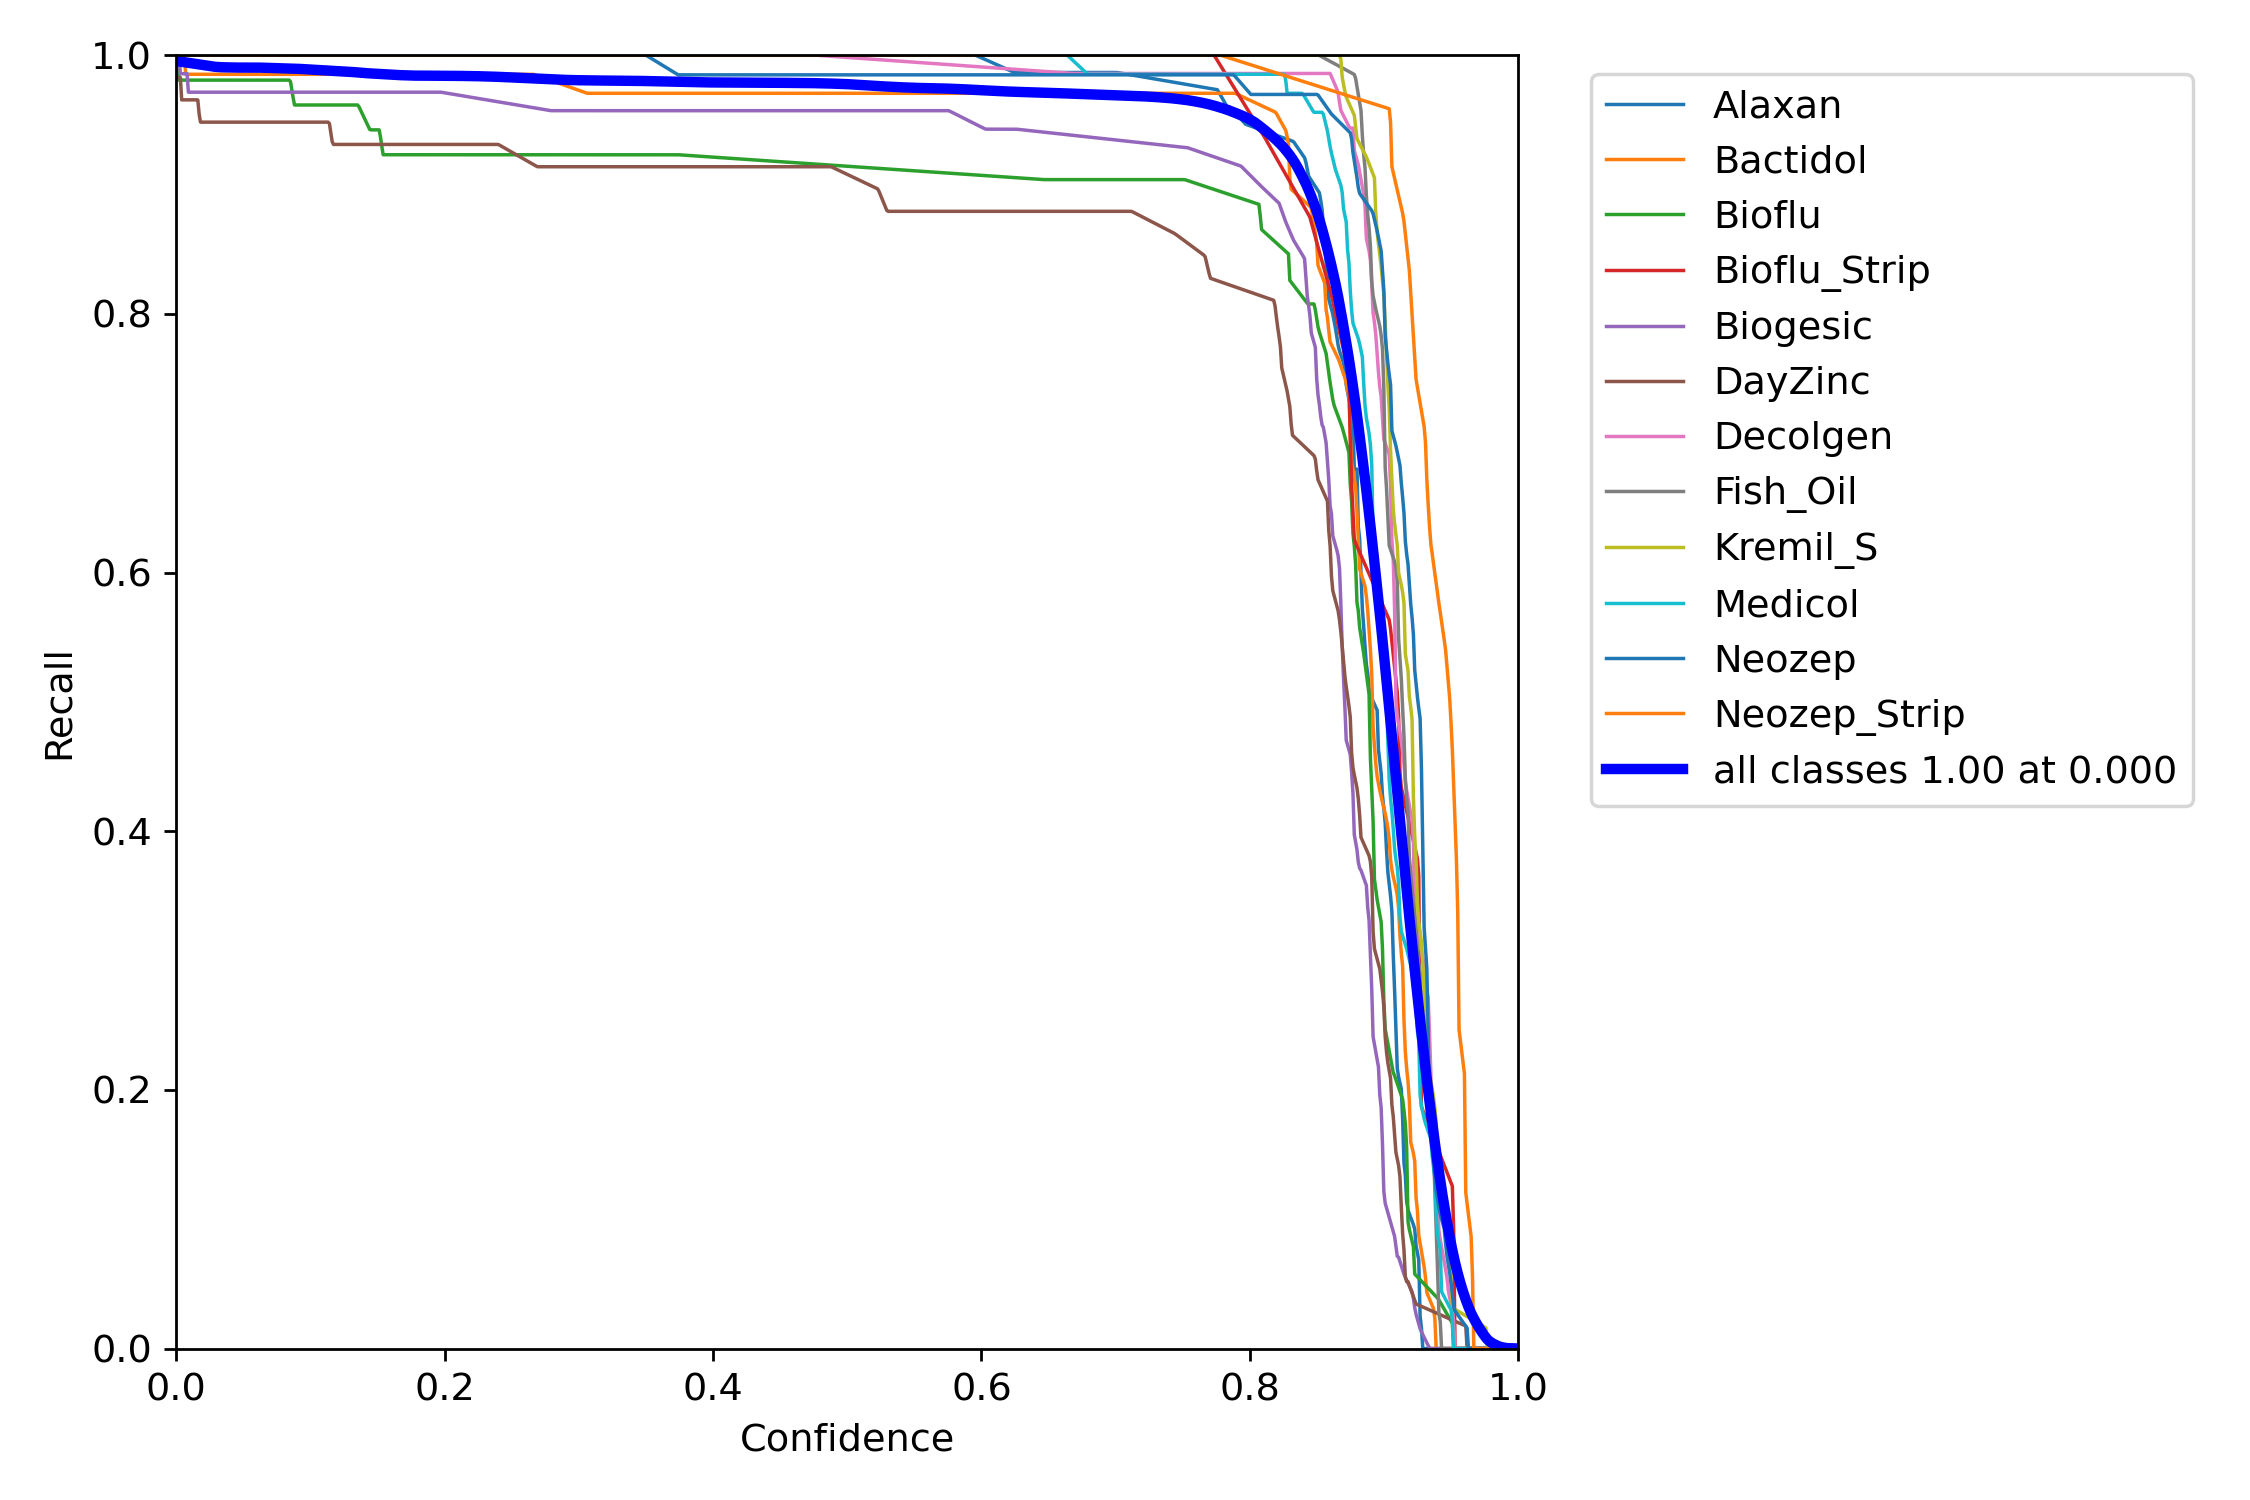 1.0
0.8
0.6
0.4
0.2
0.0
Recall
0.0 0.2 0.4 0.6 0.8 1.0
Confidence
Alaxan
Bactidol
Bioflu
Bioflu_Strip
Biogesic
DayZinc
Decolgen
Fish_Oil
Kremil_S
Medicol
Neozep
Neozep_Strip
all classes 1.00 at 0.000